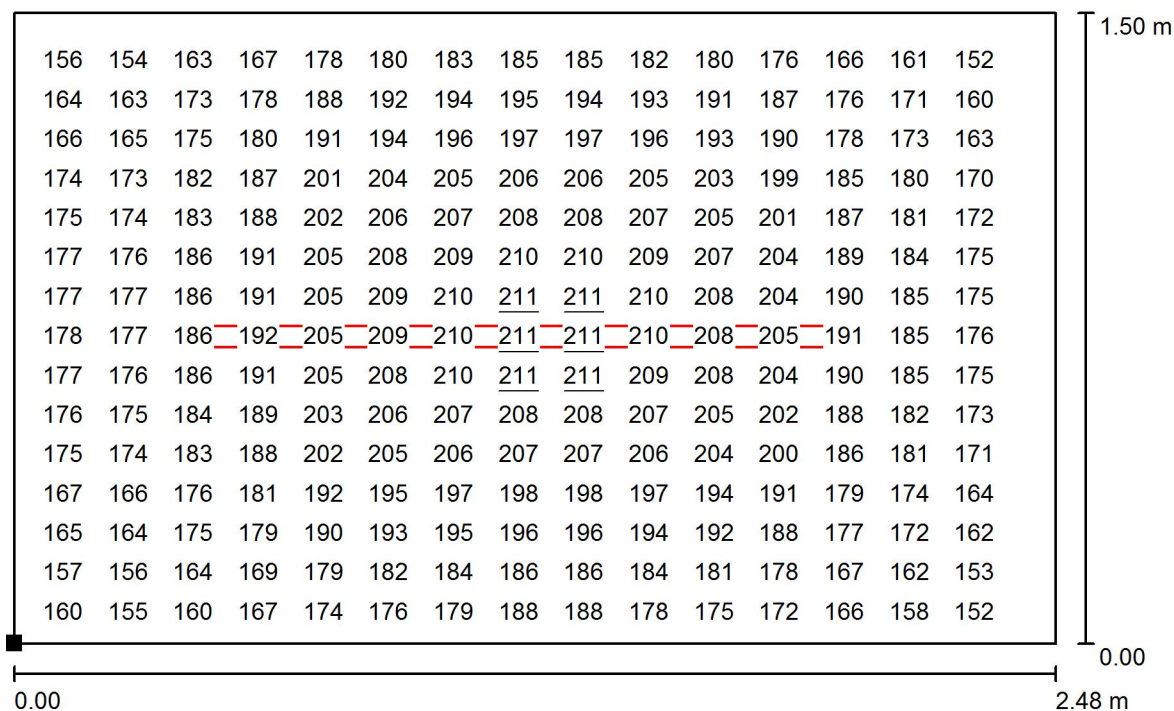 1.50 m
156 154 163 167 178 180 183 185 185 182 180 176 166 161 152
164 163 173 178 188 192 194 195 194 193 191 187 176 171 160
166 165 175 180 191 194 196 197 197 196 193 190 178 173 163
174 173 182 187 201 204 205 206 206 205 203 199 185 180 170
175 174 183 188 202 206 207 208 208 207 205 201 187 181 172
177 176 186 191 205 208 209 210 210 209 207 204 189 184 175
177 177 186 191 205 209 210 211 211 210 208 204 190 185 175
178 177 186 192 205 209 210 211 211 210 208 205 191 185 176
177 176 186 191 205 208 210 211 211 209 208 204 190 185 175
176 175 184 189 203 206 207 208 208 207 205 202 188 182 173
175 174 183 188 202 205 206 207 207 206 204 200 186 181 171
167 166 176 181 192 195 197 198 198 197 194 191 179 174 164
165 164 175 179 190 193 195 196 196 194 192 188 177 172 162
157 156 164 169 179 182 184 186 186 184 181 178 167 162 153
160 155 160 167 174 176 179 188 188 178 175 172 166 158 152
0.00
0.00 2.48 m